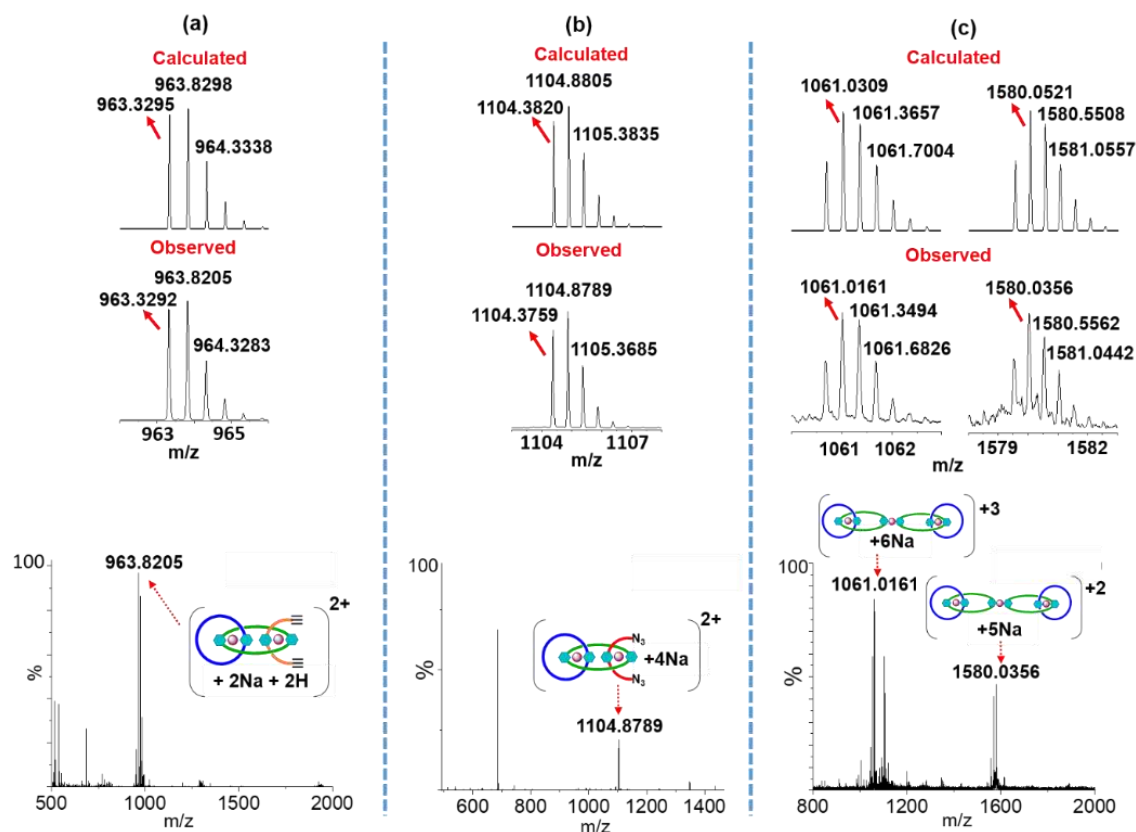 (a)
Calculated
963.8298
963.3295
964.3338
Observed
963.8205
963.3292
964.3283
963 965
m/z
100
%
963.8205
2+
+ 2Na + 2H
500 1000 1500 2000
m/z
(b)
Calculated
1104.8805
1104.3820
1105.3835
Observed
1104.8789
1104.3759
1105.3685
1104 1107
m/z
100
%
2+
N3
+4Na
N3
1104.8789
600 1000 1400
m/z
(c)
Calculated
1061.0309
1061.3657
1061.7004
1580.0521
1580.5508
1581.0557
Observed
1061.0161
1061.3494
1061.6826
1580.0356
1580.5562
1581.0442
1061 1062
1579 1582
m/z
100
%
+3
+6Na
1061.0161
+2
+5Na
1580.0356
800 1200 1600 2000
m/z